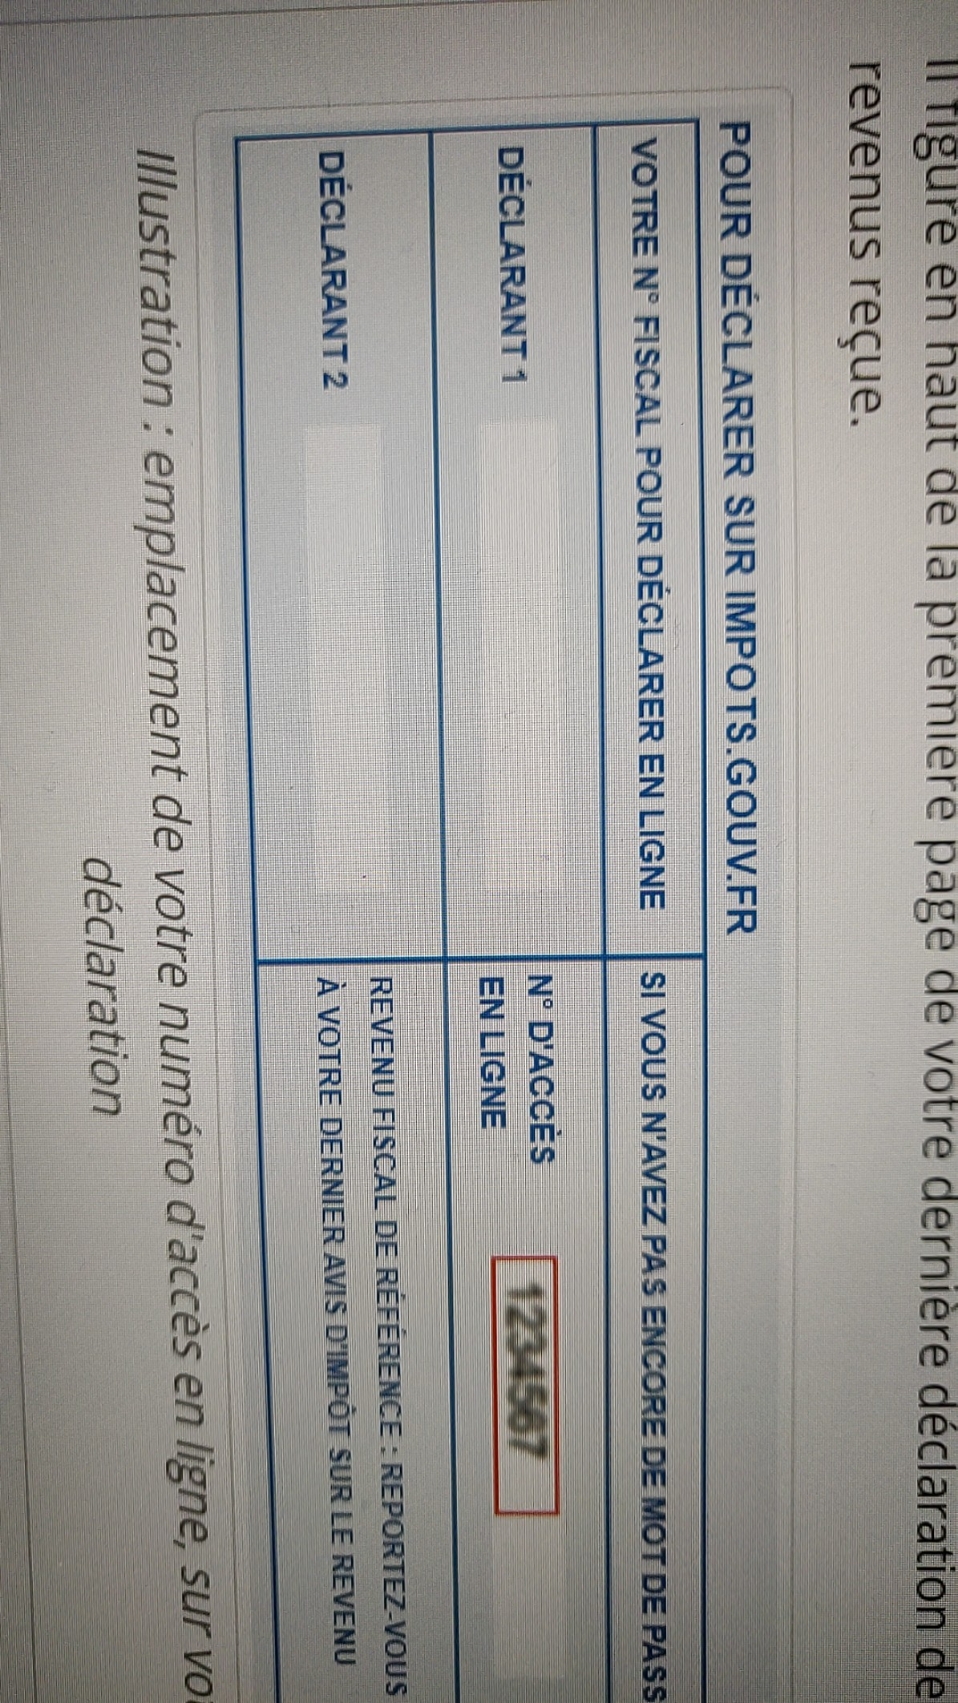 Il figure en haut de la première page de votre dernière déclaration de
revenus reçue.
POUR DÉCLARER SUR IMPOTS.GOUV.FR
VOTRE N° FISCAL POUR DÉCLARER EN LIGNE
SI VOUS N'AVEZ PAS ENCORE DE MOT DE PASS
DÉCLARANT 1
N° D'ACCÈS
EN LIGNE
1234567
DÉCLARANT 2
REVENU FISCAL DE RÉFÉRENCE : REPORTEZ-VOUS
À VOTRE DERNIER AVIS D'IMPÔT SUR LE REVENU
Illustration : emplacement de votre numéro d'accès en ligne, sur vo
déclaration